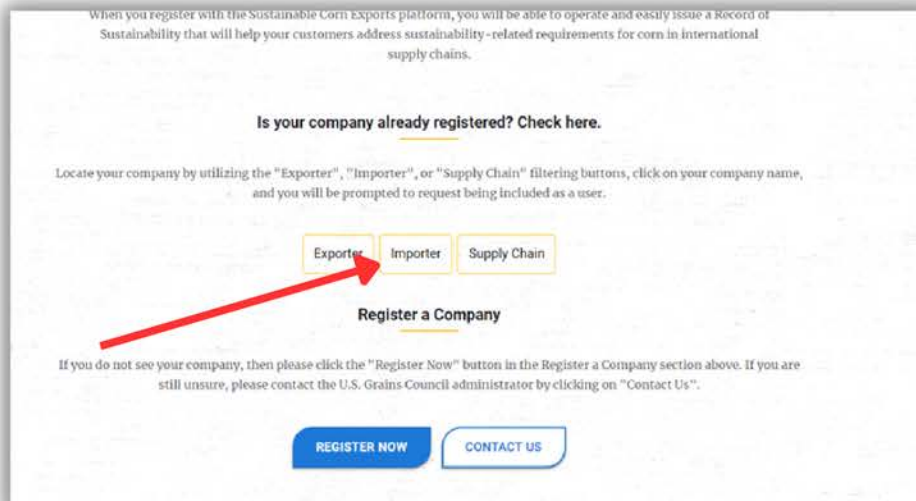 When you register with the Sustainable Corn Exports platform, you will be able to operate and easily issue a Record of
Sustainability that will help your customers address sustainability-related requirements for corn in international
supply chains.
Is your company already registered? Check here.
Locate your company by utilizing the "Exporter", "Importer", or "Supply Chain" filtering buttons, click on your company name,
and you will be prompted to request being included as a user.
Exporter Importer Supply Chain
Register a Company
If you do not see your company, then please click the "Register Now" button in the Register a Company section above. If you are
still unsure, please contact the U.S. Grains Council administrator by clicking on "Contact Us".
REGISTER NOW CONTACT US